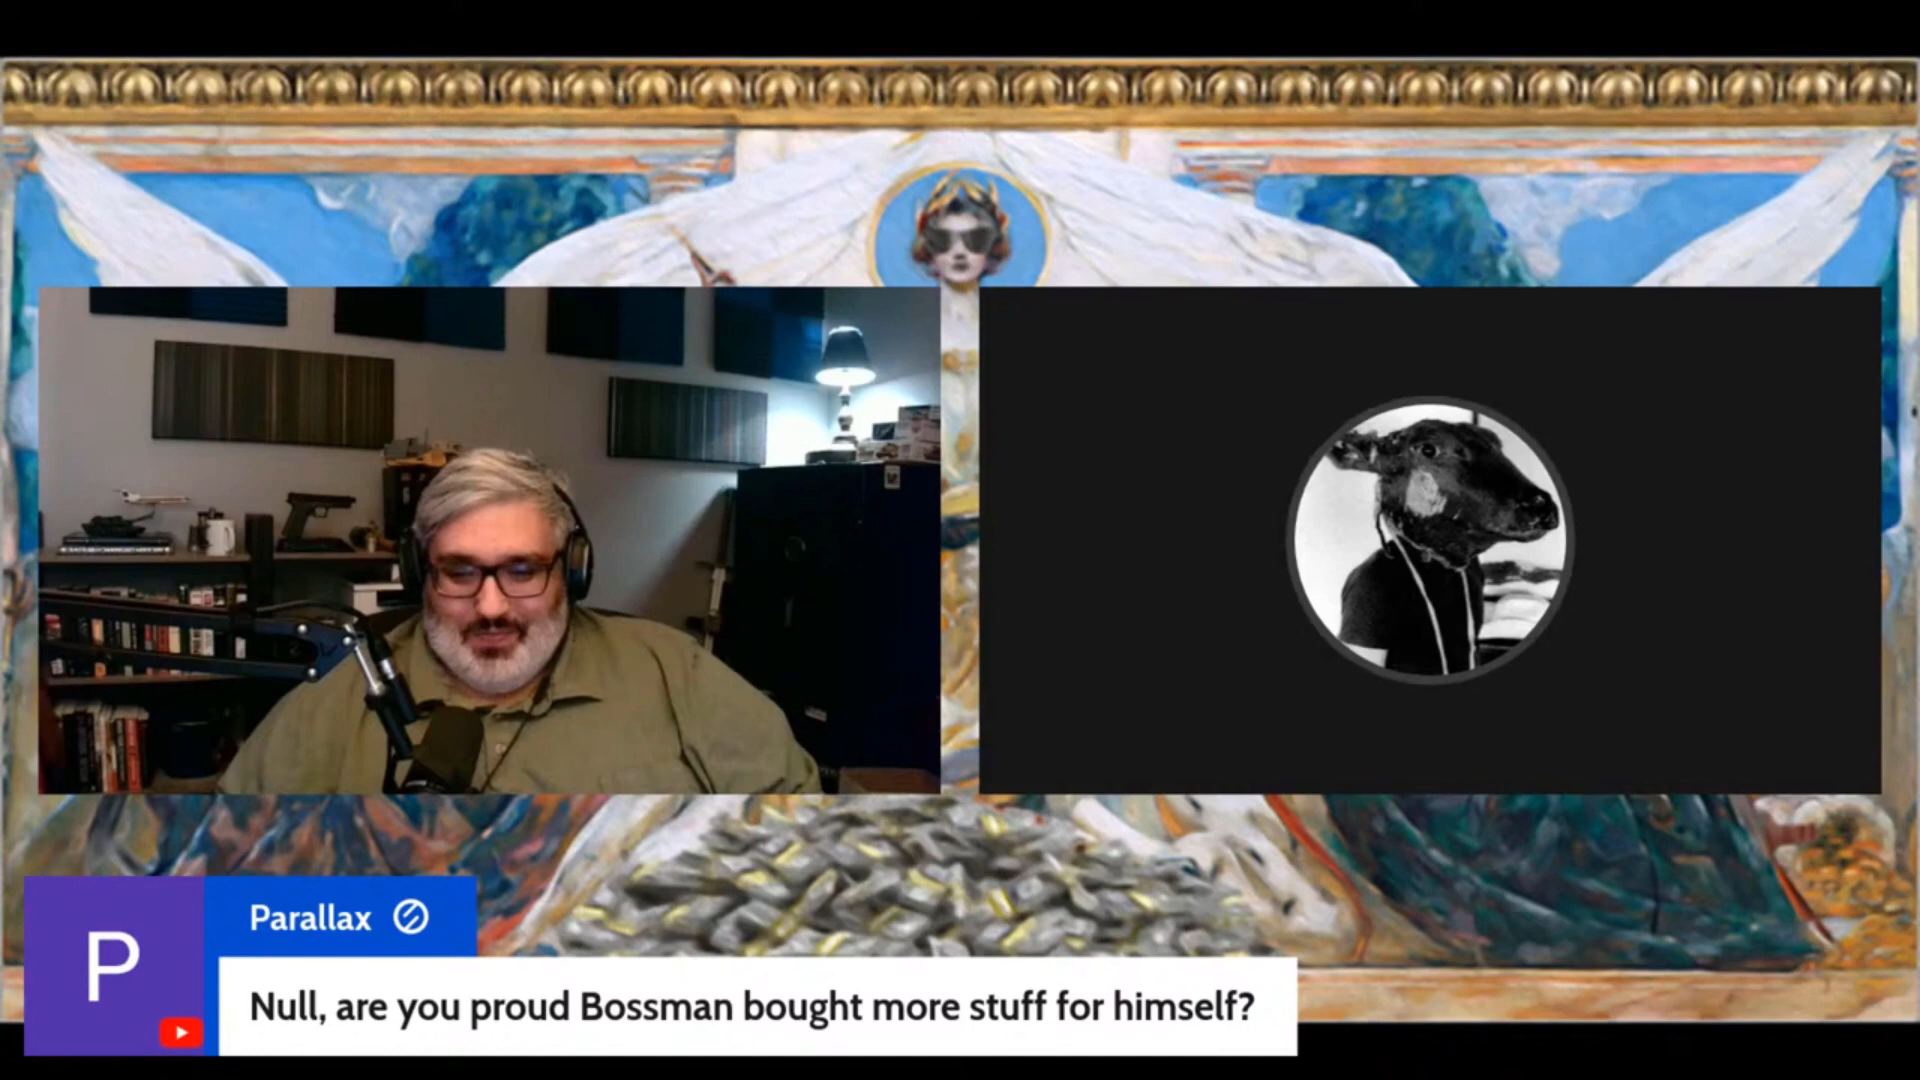 Parallax
P
Null, are you proud Bossman bought more stuff for himself?